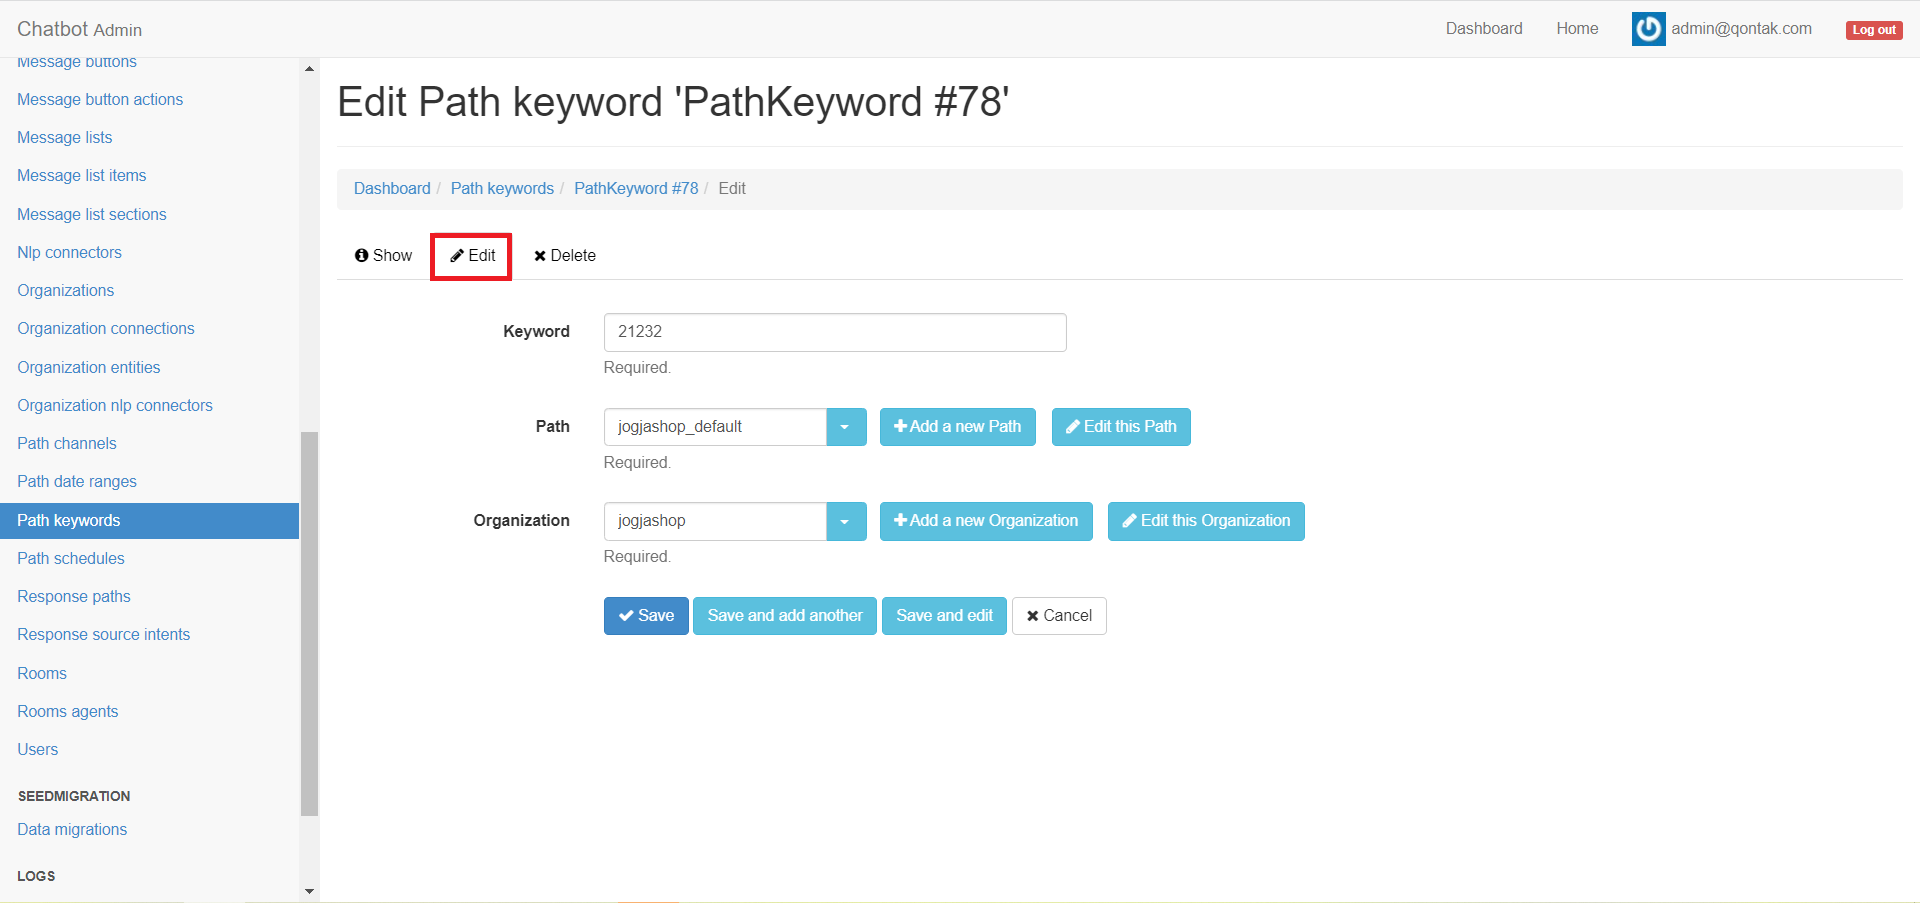 Chatbot Admin
Dashboard
Home
admin@qontak.com
Log out
Message buttons
Message button actions
Message lists
Message list items
Message list sections
Nlp connectors
Organizations
Organization connections
Organization entities
Organization nlp connectors
Path channels
Path date ranges
Path keywords
Path schedules
Response paths
Response source intents
Rooms
Rooms agents
Users
SEEDMIGRATION
Data migrations
LOGS
Edit Path keyword 'PathKeyword #78'
Dashboard / Path keywords / PathKeyword #78 / Edit
Show
Edit
Delete
Keyword 21232
Required.
Path jogjashop_default Add a new Path Edit this Path
Required.
Organization jogjashop Add a new Organization Edit this Organization
Required.
Save Save and add another Save and edit Cancel